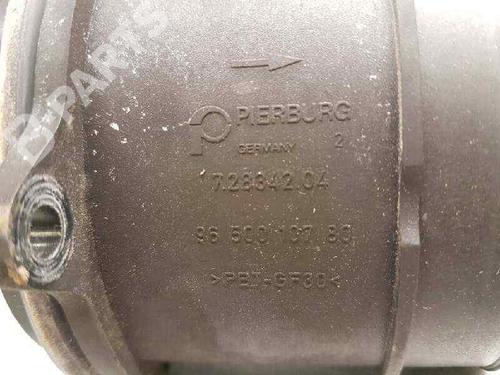 PIERBURG
GERMANY 2
7.28342.04
96 500 107 80
>PBT-GF30<
B-PARTS